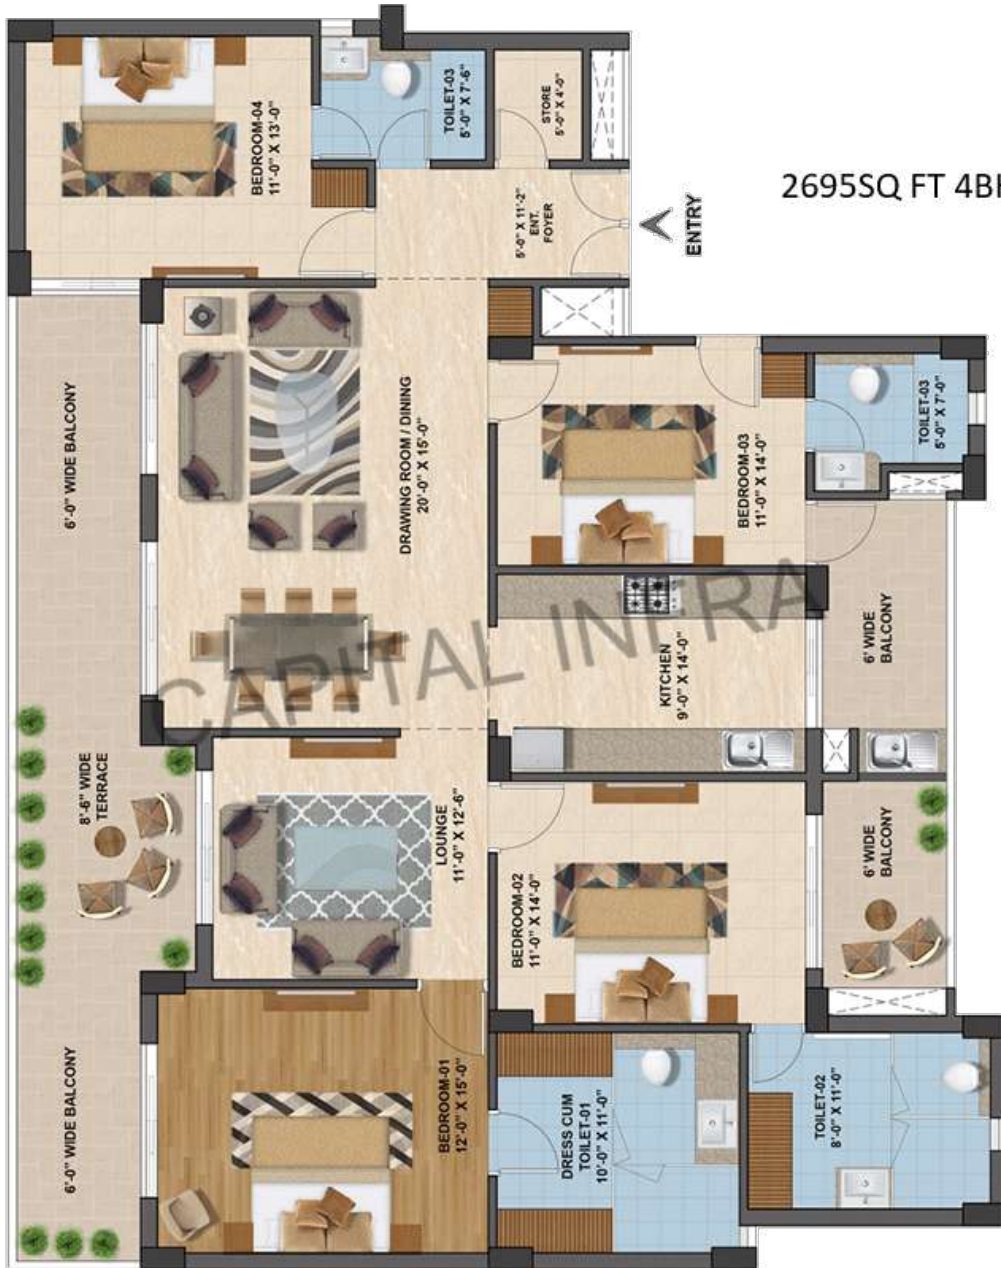 2695SQ FT 4BH
ENTRY
BEDROOM-04
11'-0" X 13'-0"
TOILET-03
5'-0" X 7'-6"
STORE
5'-0" X 4'-0"
5'-0" X 11'-2"
ENT.
FOYER
6'-0" WIDE BALCONY
DRAWING ROOM / DINING
20'-0" X 15'-0"
BEDROOM-03
11'-0" X 14'-0"
TOILET-03
5'-0" X 7'-0"
KITCHEN
9'-0" X 14'-0"
6' WIDE
BALCONY
CAPITAL INFRA
8'-6" WIDE
TERRACE
LOUNGE
11'-0" X 12'-6"
BEDROOM-02
11'-0" X 14'-0"
6' WIDE
BALCONY
6'-0" WIDE BALCONY
BEDROOM-01
12'-0" X 15'-0"
DRESS CUM
TOILET-01
10'-0" X 11'-0"
TOILET-02
8'-0" X 11'-0"